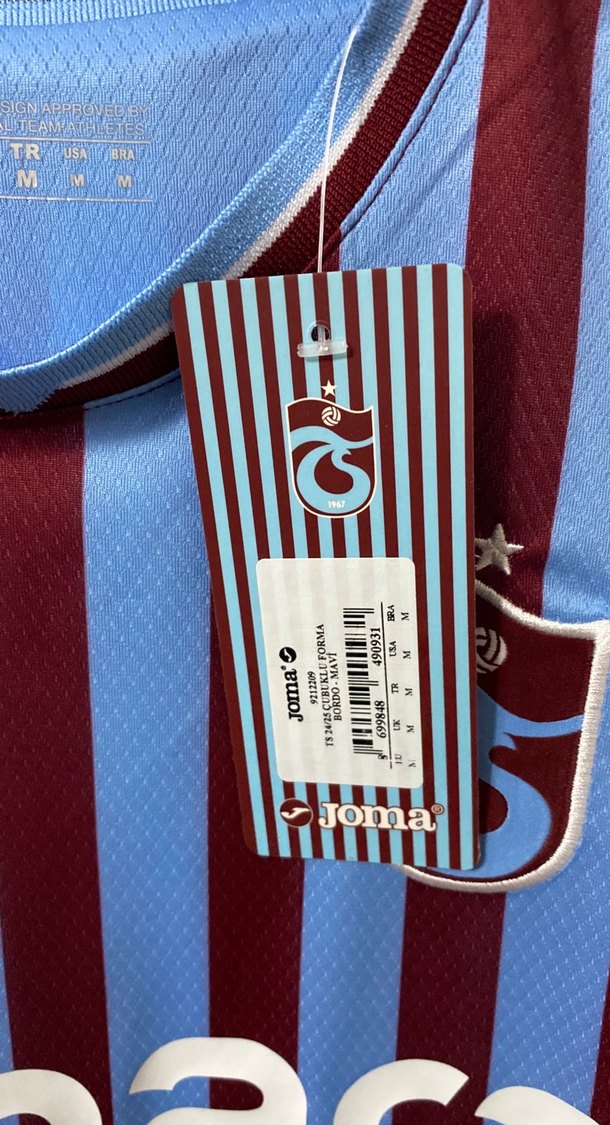 SIGN APPROVED BY
AL TEAM ATHLETES
TR USA BRA
M M M
1967
Joma®
9212209
TS 24/25 ÇUBUKLU FORMA
BORDO - MAVİ
699848 490931
EU UK TR USA BRA
M M M M M
Joma®